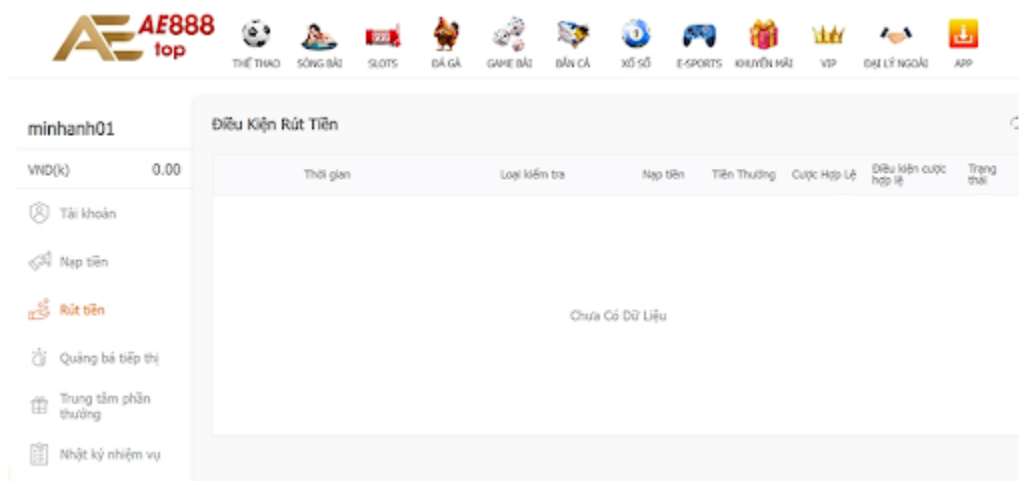 AE888
top
THỂ THAO SÒNG BÀI SLOTS ĐÁ GÀ GAME BÀI BẮN CÁ XỔ SỐ E-SPORTS KHUYẾN MÃI VIP ĐẠI LÝ NGOÀI APP
minhanh01
VND(k) 0.00
Tài khoản
Nạp tiền
Rút tiền
Quảng bá tiếp thị
Trung tâm phần
thưởng
Nhật ký nhiệm vụ
Điều Kiện Rút Tiền
Thời gian Loại kiểm tra Nạp tiền Tiền Thưởng Cược Hợp Lệ Điều kiện cược
hợp lệ Trạng
thái
Chưa Có Dữ Liệu